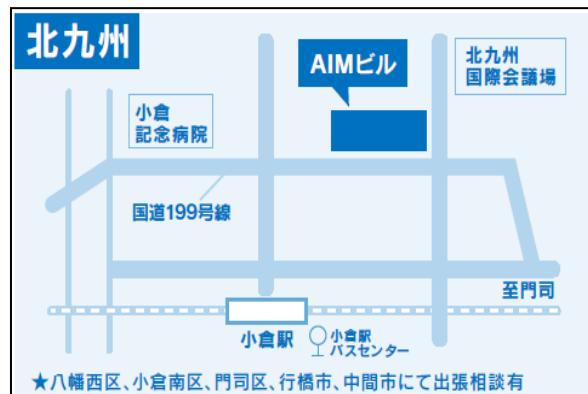 北九州
AIMビル
北九州
国際会議場
小倉
記念病院
国道199号線
至門司
小倉駅
小倉駅
バスセンター
★八幡西区、小倉南区、門司区、行橋市、中間市にて出張相談有